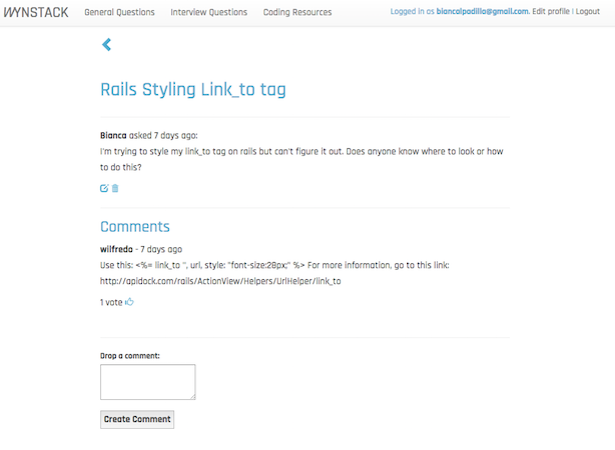 WYNSTACK General Questions Interview Questions Coding Resources Logged in as biancalpadilla@gmail.com. Edit profile | Logout
Rails Styling Link_to tag
Bianca asked 7 days ago:
I'm trying to style my link_to tag on rails but can't figure it out. Does anyone know where to look or how
to do this?
Comments
wilfredo - 7 days ago
Use this: <%= link_to '', url, style: "font-size:28px;" %> For more information, go to this link:
http://apidock.com/rails/ActionView/Helpers/UrlHelper/link_to
1 vote
Drop a comment:
Create Comment